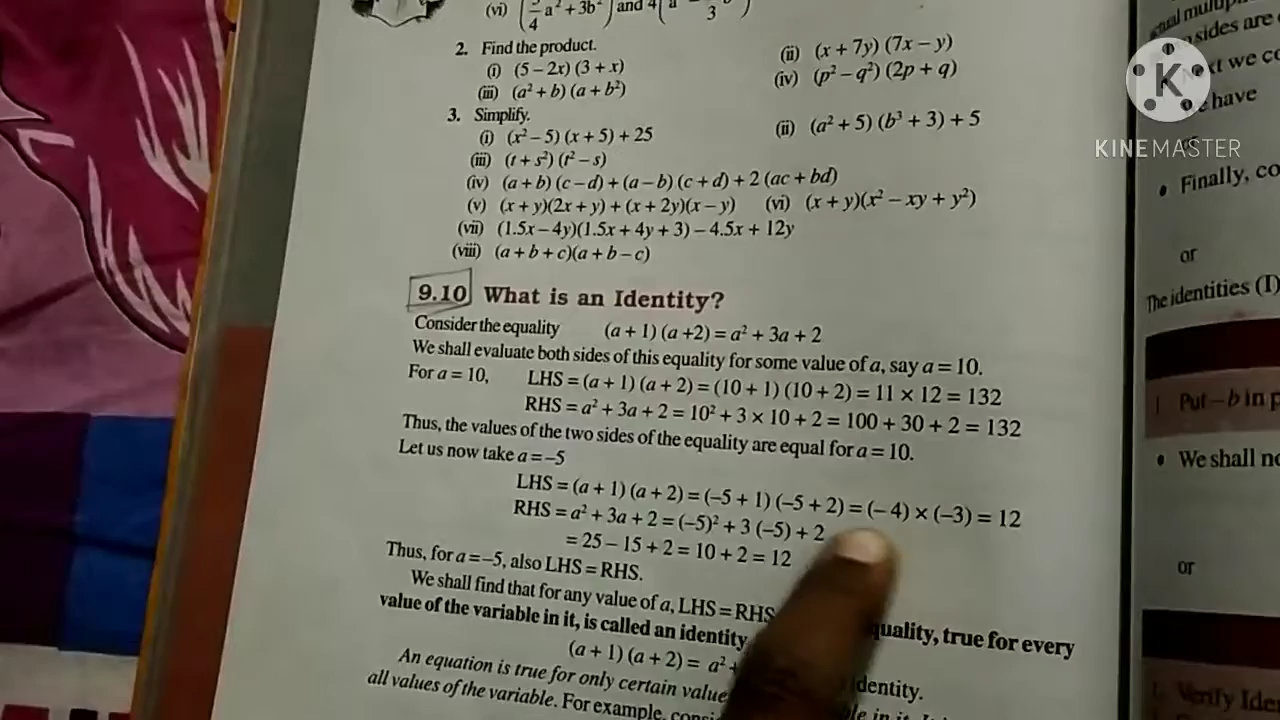 (vi) a² + 3b² and 4
2. Find the product.
(i) (5 – 2x) (3 + x) (ii) (x + 7y) (7x – y)
(iii) (a² + b) (a + b²) (iv) (p² – q²) (2p + q)
3. Simplify.
(i) (x² – 5) (x + 5) + 25 (ii) (a² + 5) (b³ + 3) + 5
(iii) (t + s²) (t² – s)
(iv) (a + b) (c – d) + (a – b) (c + d) + 2 (ac + bd)
(v) (x + y)(2x + y) + (x + 2y)(x – y) (vi) (x + y)(x² – xy + y²)
(vii) (1.5x – 4y)(1.5x + 4y + 3) – 4.5x + 12y
(viii) (a + b + c)(a + b – c)
9.10 What is an Identity?
Consider the equality (a + 1) (a +2) = a² + 3a + 2
We shall evaluate both sides of this equality for some value of a, say a = 10.
For a = 10, LHS = (a + 1) (a + 2) = (10 + 1) (10 + 2) = 11 × 12 = 132
RHS = a² + 3a + 2 = 10² + 3 × 10 + 2 = 100 + 30 + 2 = 132
Thus, the values of the two sides of the equality are equal for a = 10.
Let us now take a = –5
LHS = (a + 1) (a + 2) = (–5 + 1) (–5 + 2) = (– 4) × (–3) = 12
RHS = a² + 3a + 2 = (–5)² + 3 (–5) + 2
= 25 – 15 + 2 = 10 + 2 = 12
Thus, for a = –5, also LHS = RHS.
We shall find that for any value of a, LHS = RHS quality, true for every
value of the variable in it, is called an identity
(a + 1) (a + 2) = a² + identity.
An equation is true for only certain value in it.
all values of the variable. For example,
sides are
we c
have
• Finally, co
or
The identities (I)
Put –b in p
• We shall no
or
Verify Ide
K
KINEMASTER